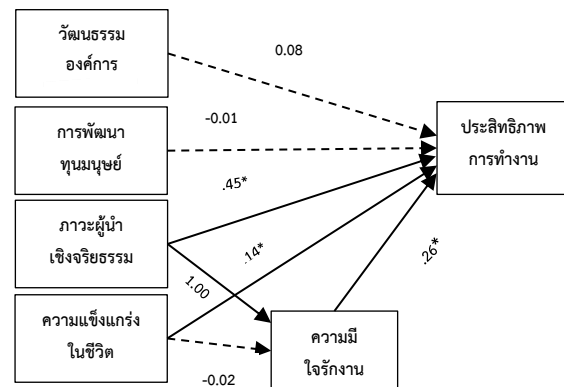 วัฒนธรรม
องค์การ
0.08
การพัฒนา
ทุนมนุษย์
-0.01
ประสิทธิภาพ
การทำงาน
ภาวะผู้นำ
เชิงจริยธรรม
.45*
.14*
1.00
.26*
ความแข็งแกร่ง
ในชีวิต
-0.02
ความมี
ใจรักงาน